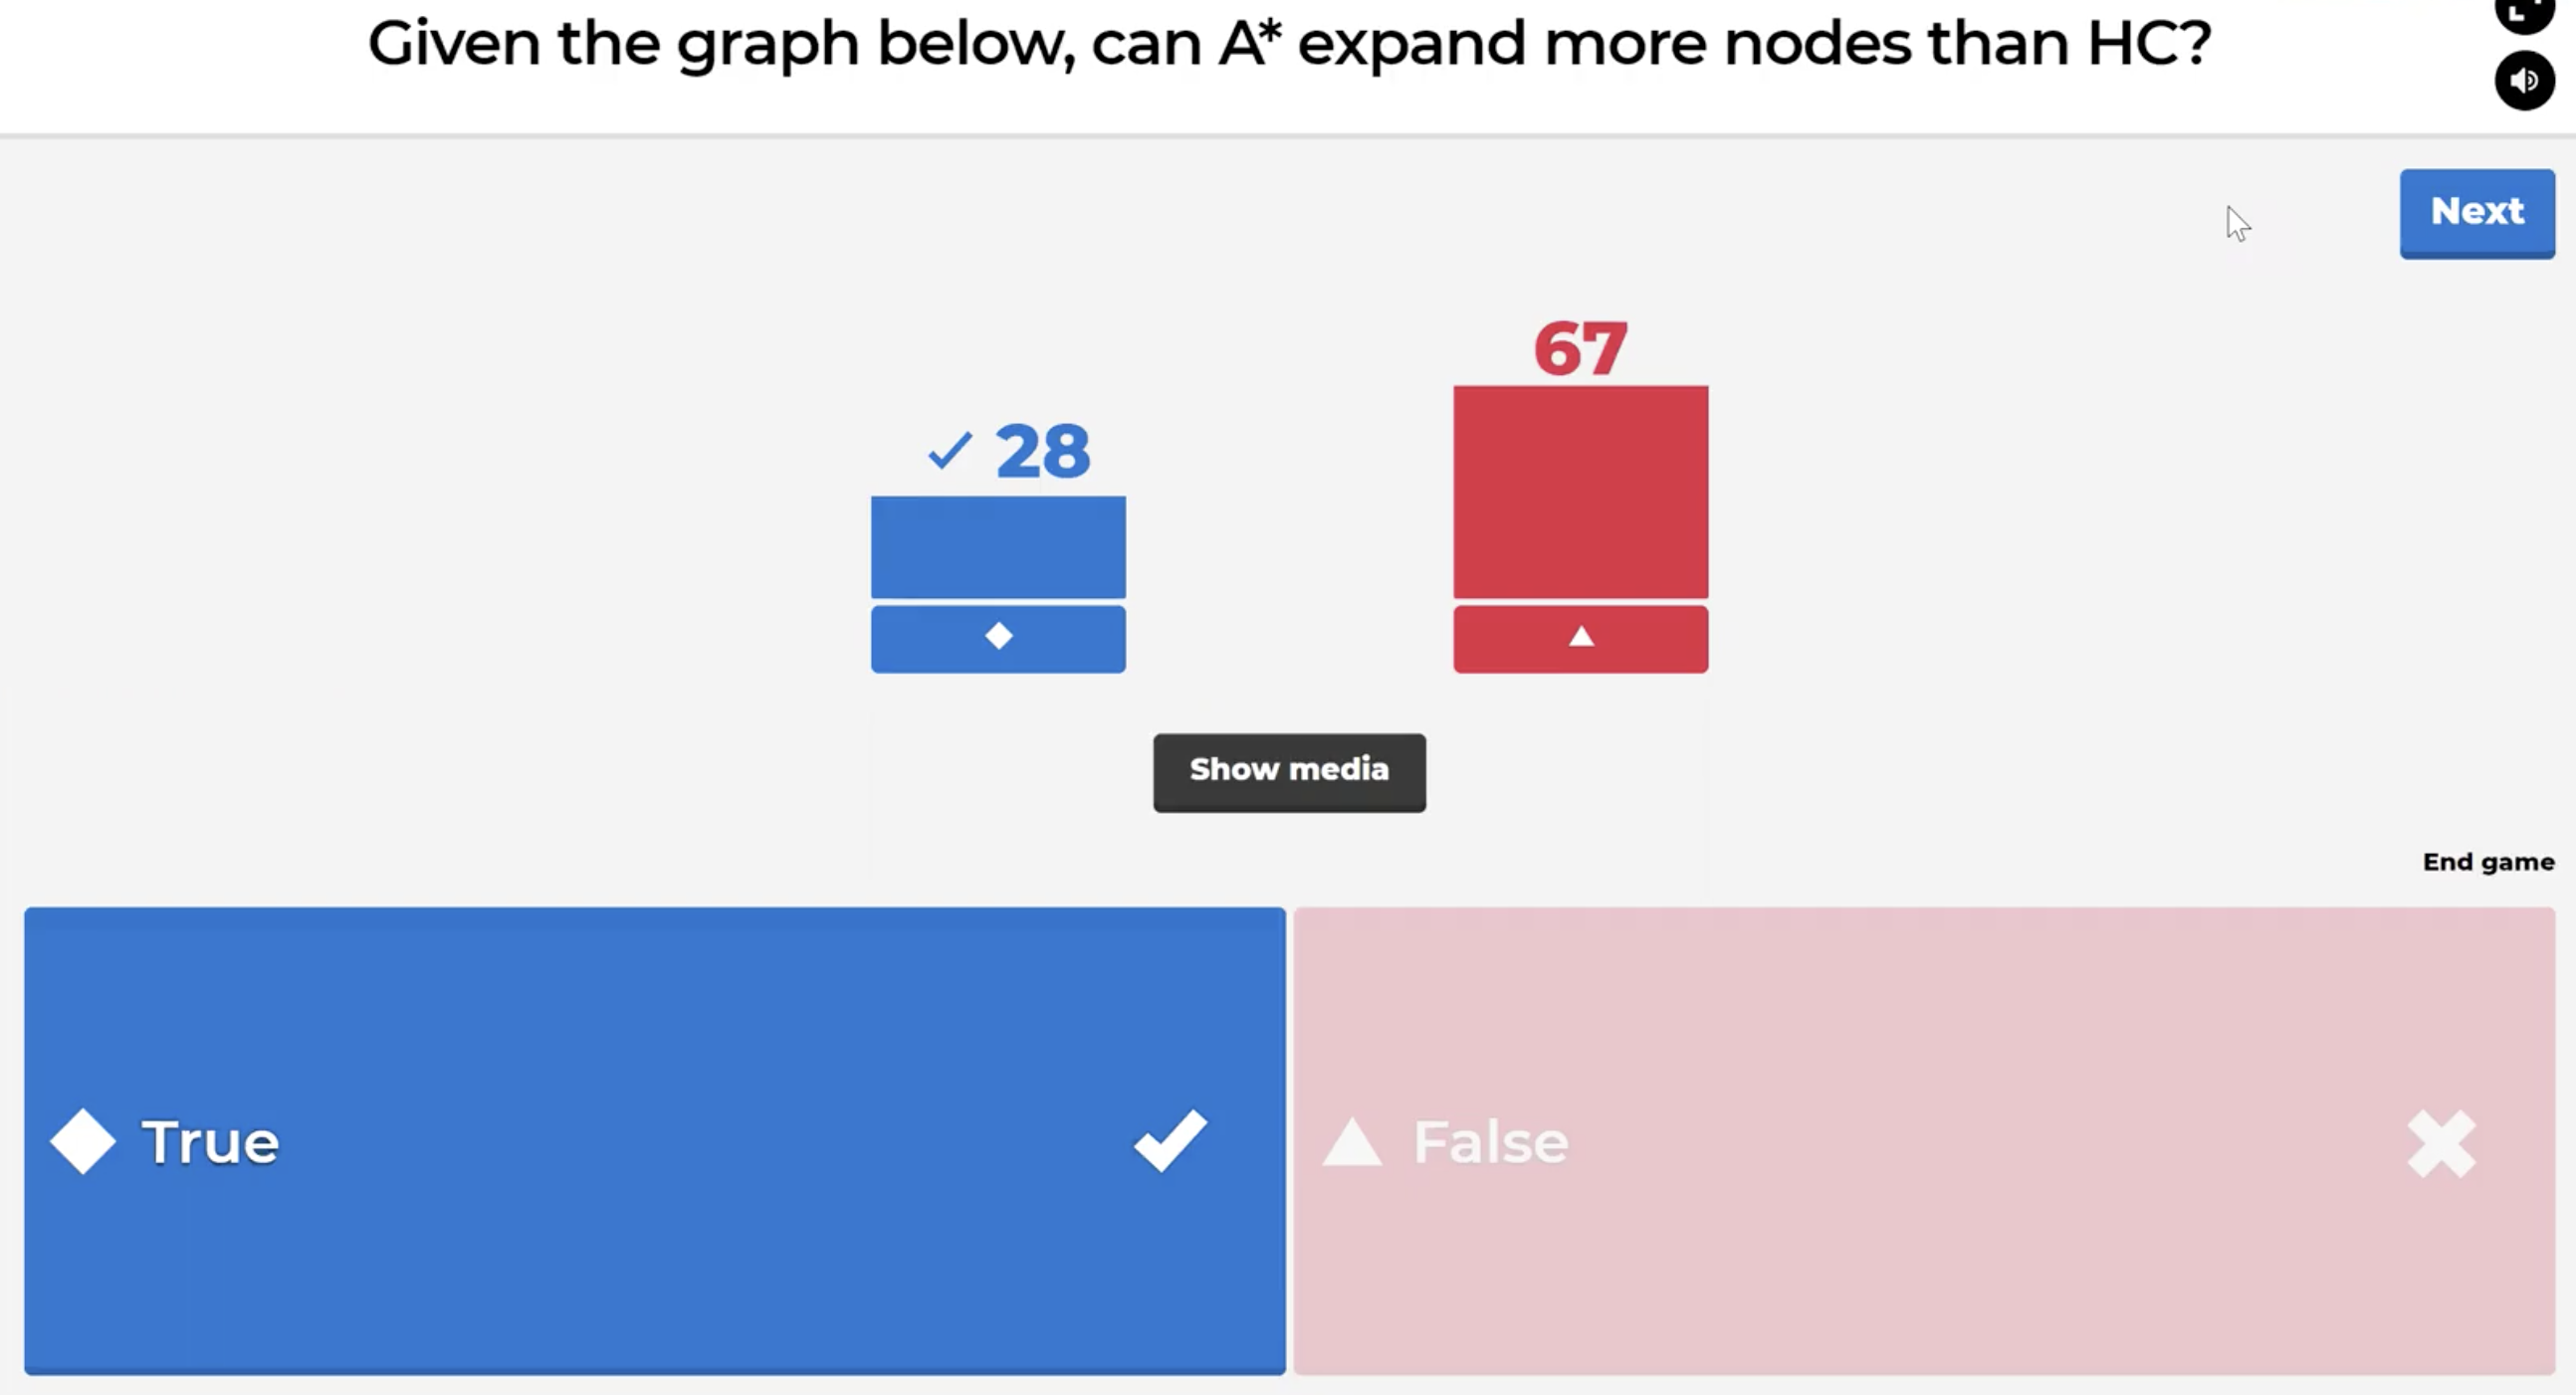 Given the graph below, can A* expand more nodes than HC?
Next
67
28
Show media
End game
True
False